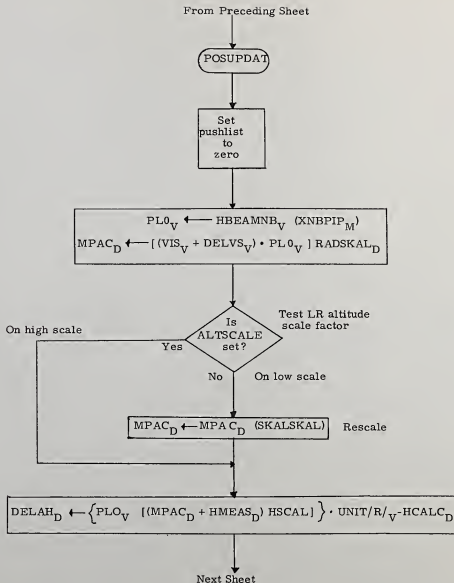 From Preceding Sheet
POSUPDAT
Set
pushlist
to
zero
PL0V ← HBEAMNBV (XNBPIPM)
MPACD ← [(VISV + DELVSV) • PL0V ] RADSKALD
Test LR altitude
scale factor
Is
ALTSCALE
set?
On high scale
Yes
No
On low scale
MPACD ← MPACD (SKALSKAL)
Rescale
DELAHD ← {PLOV [(MPACD + HMEASD) HSCAL] } • UNIT/R/V-HCALCD
Next Sheet